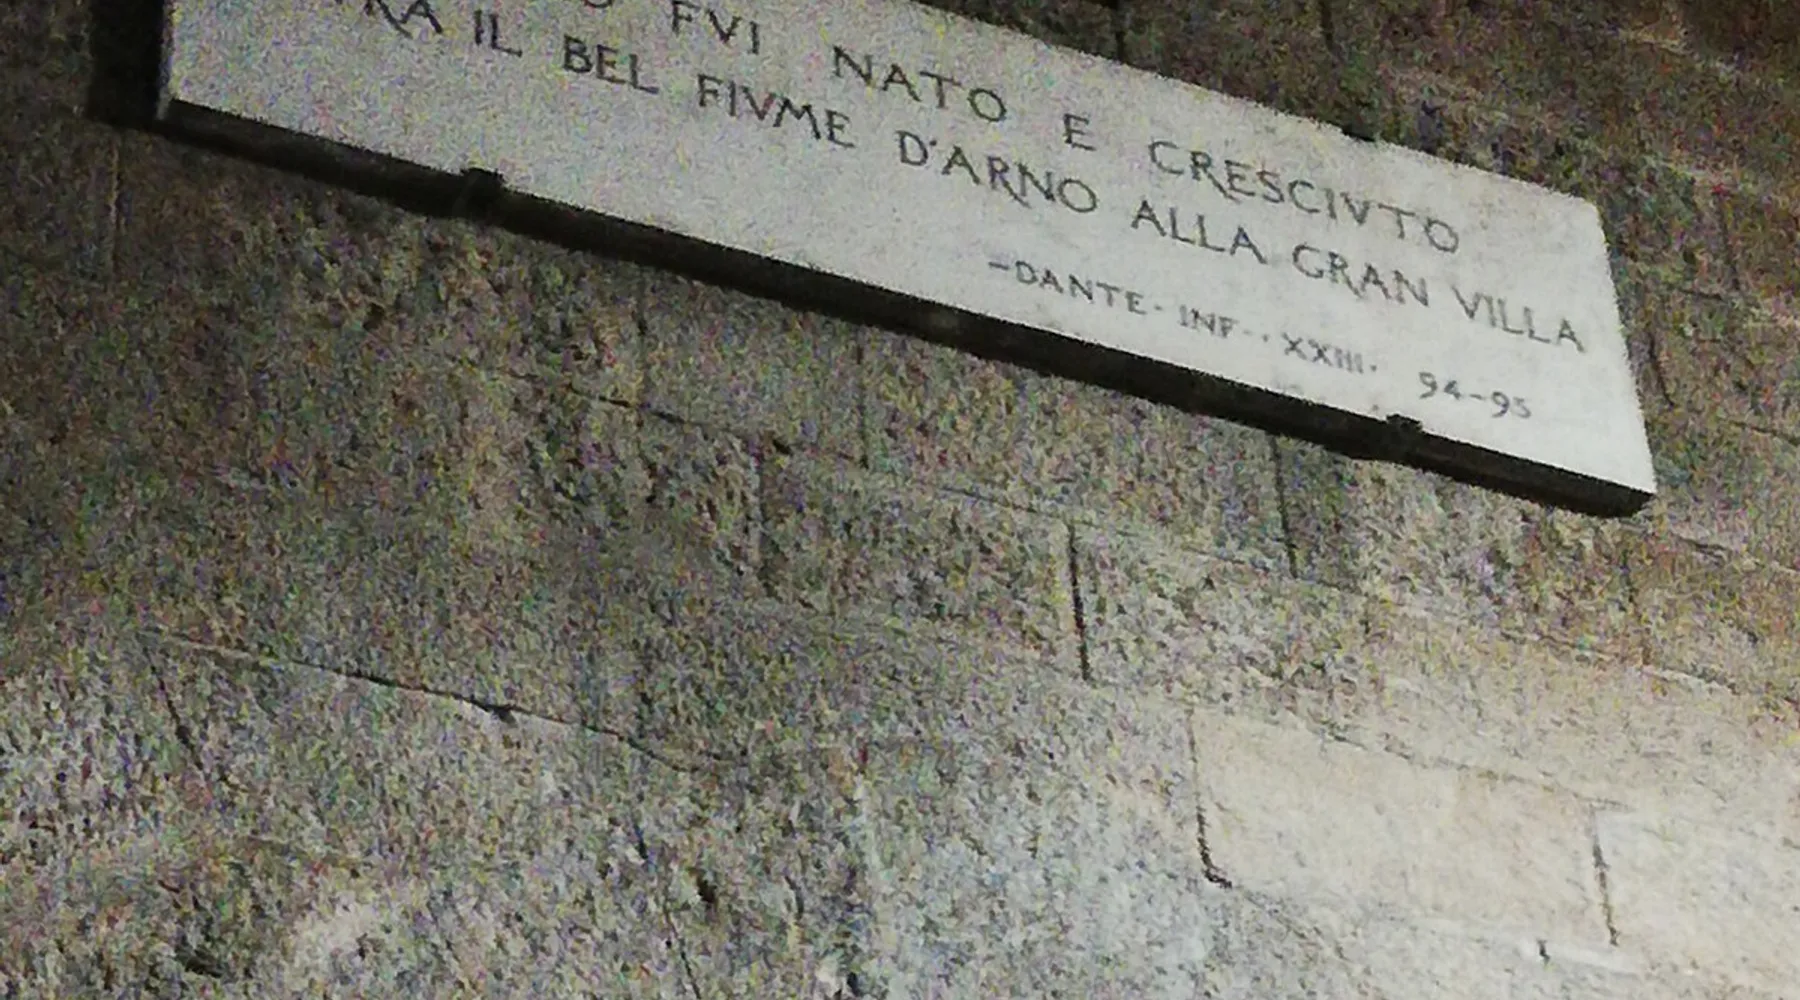 FVI NATO E CRESCIVTO
IL BEL FIVME D'ARNO ALLA GRAN VILLA
-DANTE· INF·· XXIII· 94-95